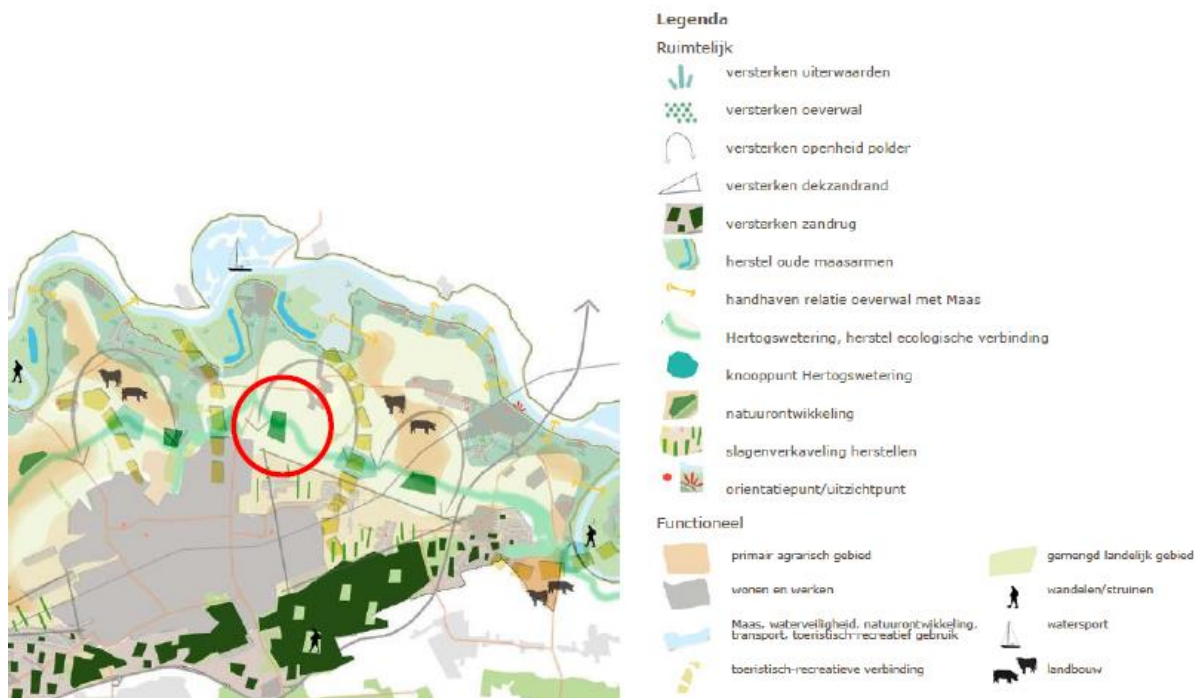 Legenda
Ruimtelijk
versterken uiterwaarden
versterken oeverwal
versterken openheid polder
versterken dekzandrand
versterken zandrug
herstel oude maasarmen
handhaven relatie oeverwal met Maas
Hertogswetering, herstel ecologische verbinding
knooppunt Hertogswetering
natuurontwikkeling
slagenverkaveling herstellen
orientatiepunt/uitzichtpunt
Functioneel
primair agrarisch gebied
gemengd landelijk gebied
wonen en werken
wandelen/struinen
Maas, waterveiligheid, natuurontwikkeling,
transport, toeristisch-recreatief gebruik
watersport
toeristisch-recreatieve verbinding
landbouw